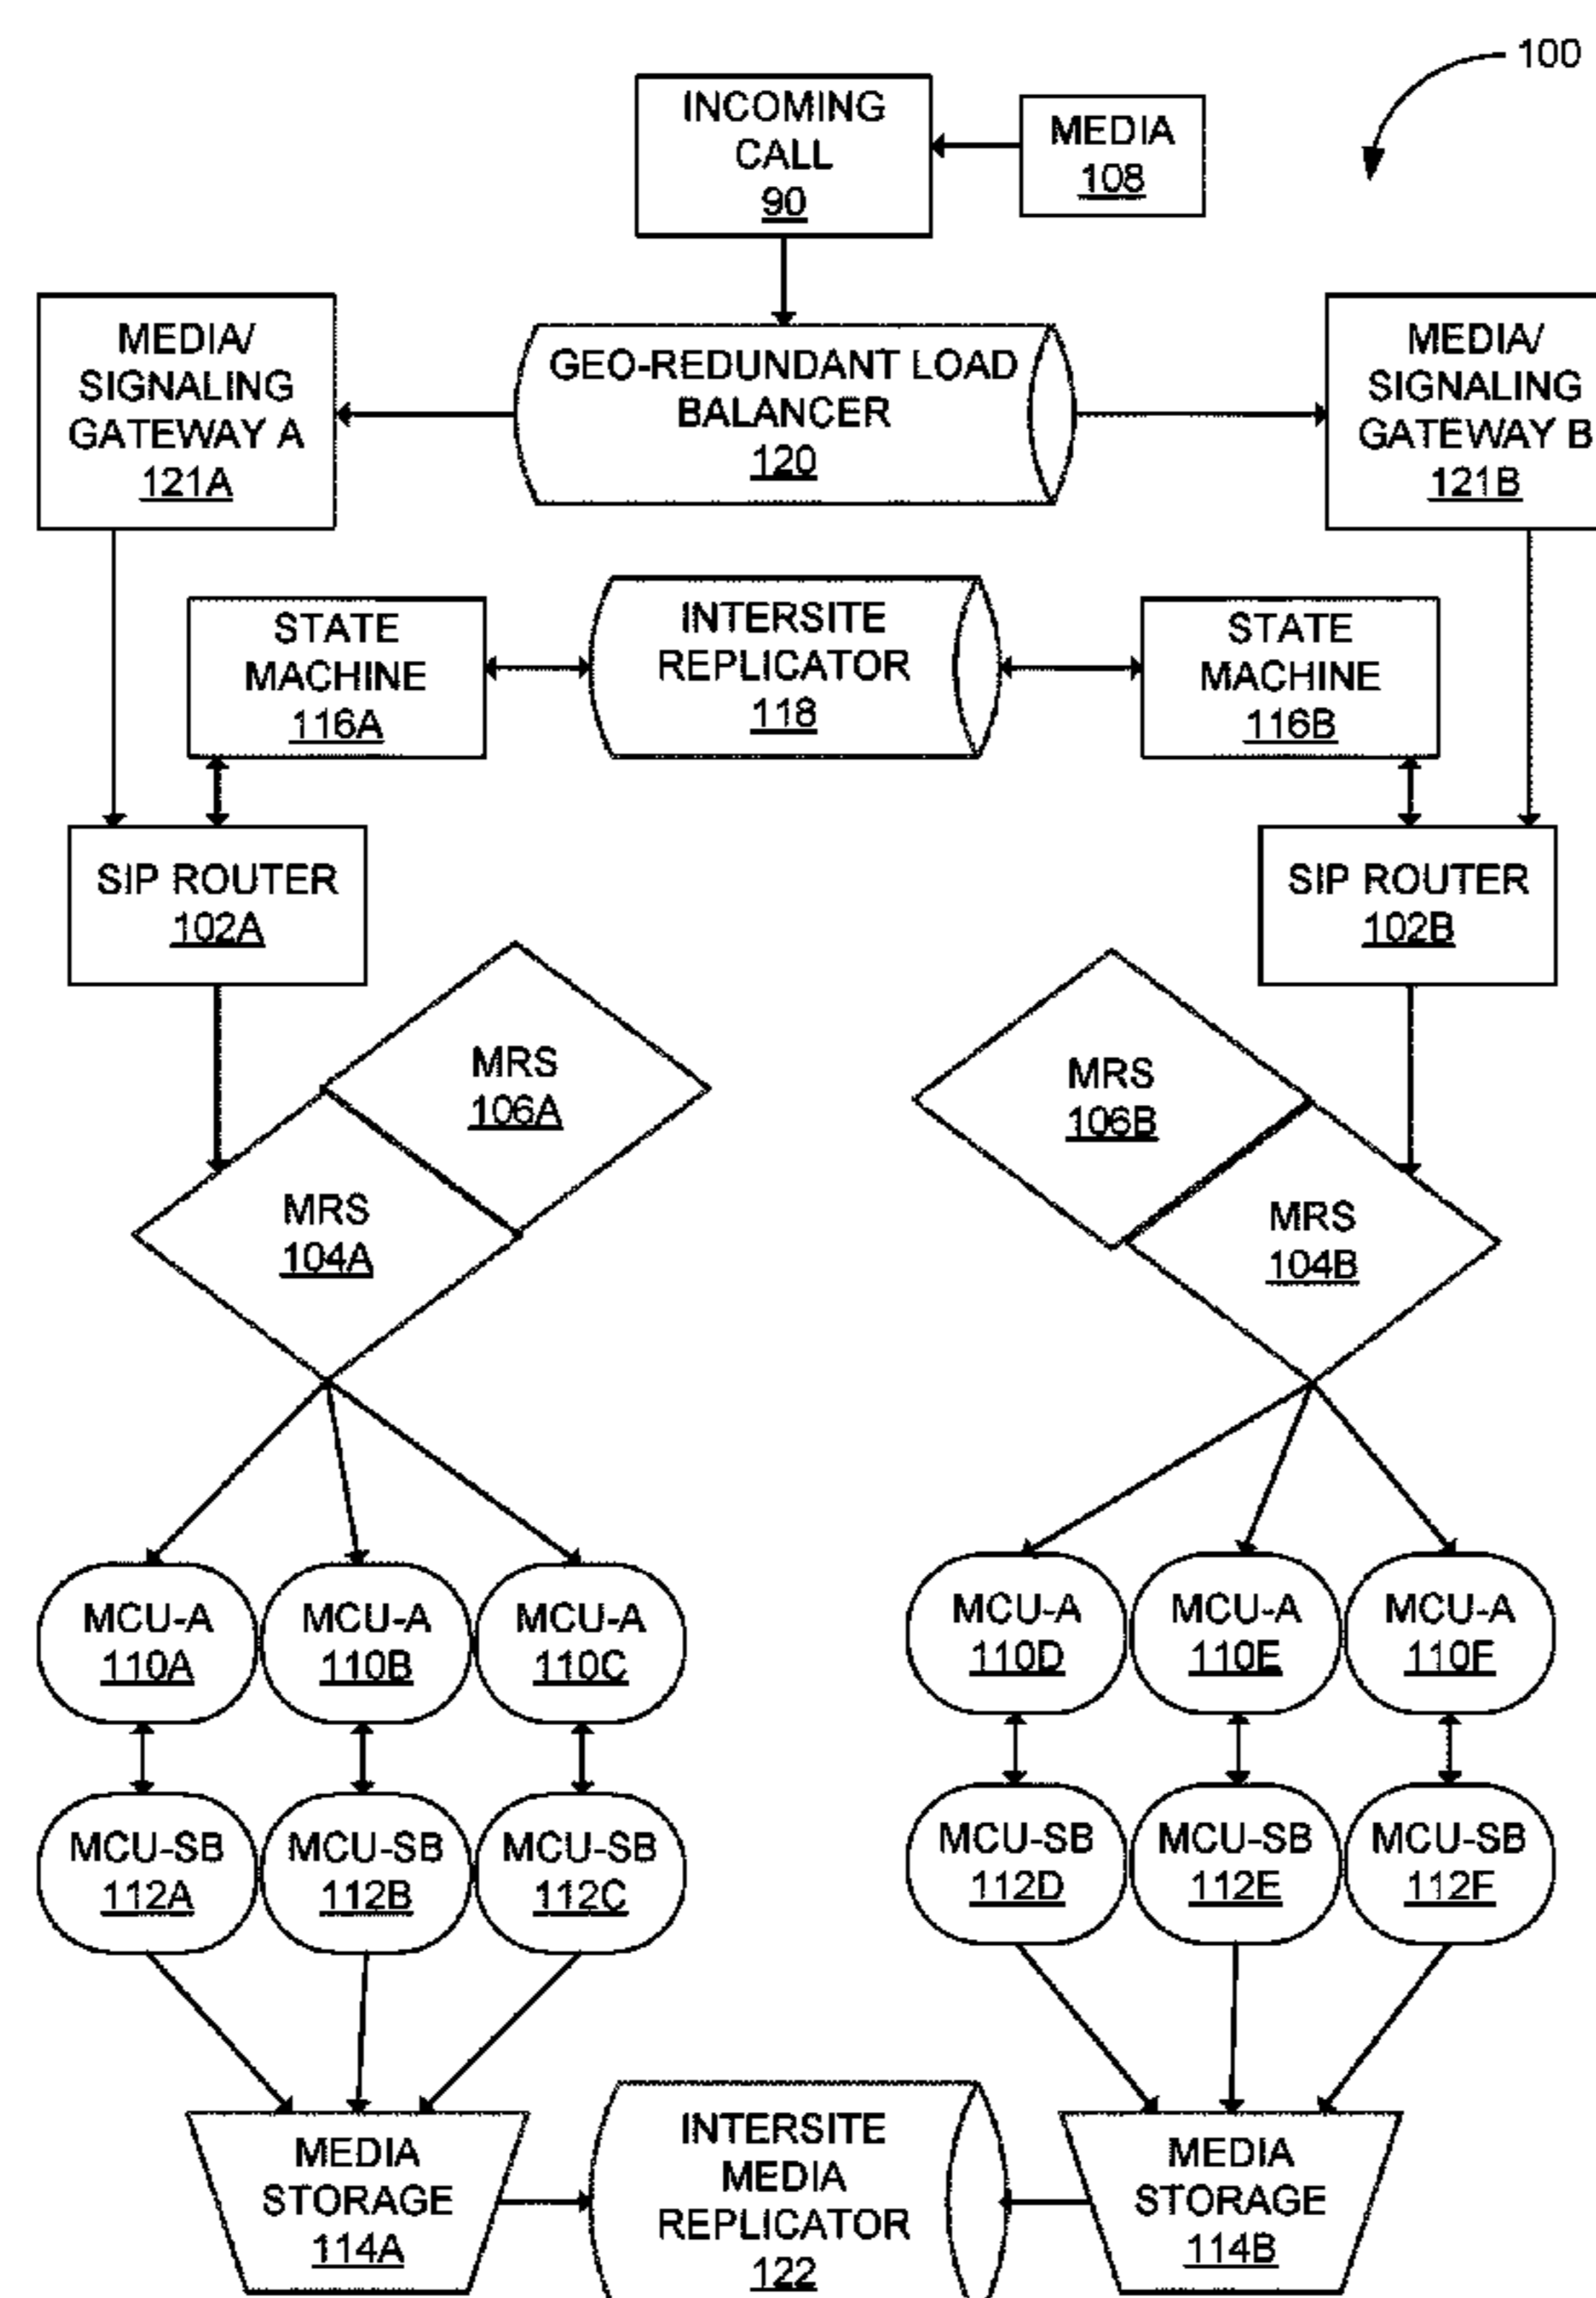 100
INCOMING
CALL
90
MEDIA
108
MEDIA/
SIGNALING
GATEWAY A
121A
GEO-REDUNDANT LOAD
BALANCER
120
MEDIA/
SIGNALING
GATEWAY B
121B
STATE
MACHINE
116A
INTERSITE
REPLICATOR
118
STATE
MACHINE
116B
SIP ROUTER
102A
SIP ROUTER
102B
MRS
106A
MRS
106B
MRS
104A
MRS
104B
MCU-A
110A
MCU-A
110B
MCU-A
110C
MCU-A
110D
MCU-A
110E
MCU-A
110F
MCU-SB
112A
MCU-SB
112B
MCU-SB
112C
MCU-SB
112D
MCU-SB
112E
MCU-SB
112F
MEDIA
STORAGE
114A
INTERSITE
MEDIA
REPLICATOR
122
MEDIA
STORAGE
114B